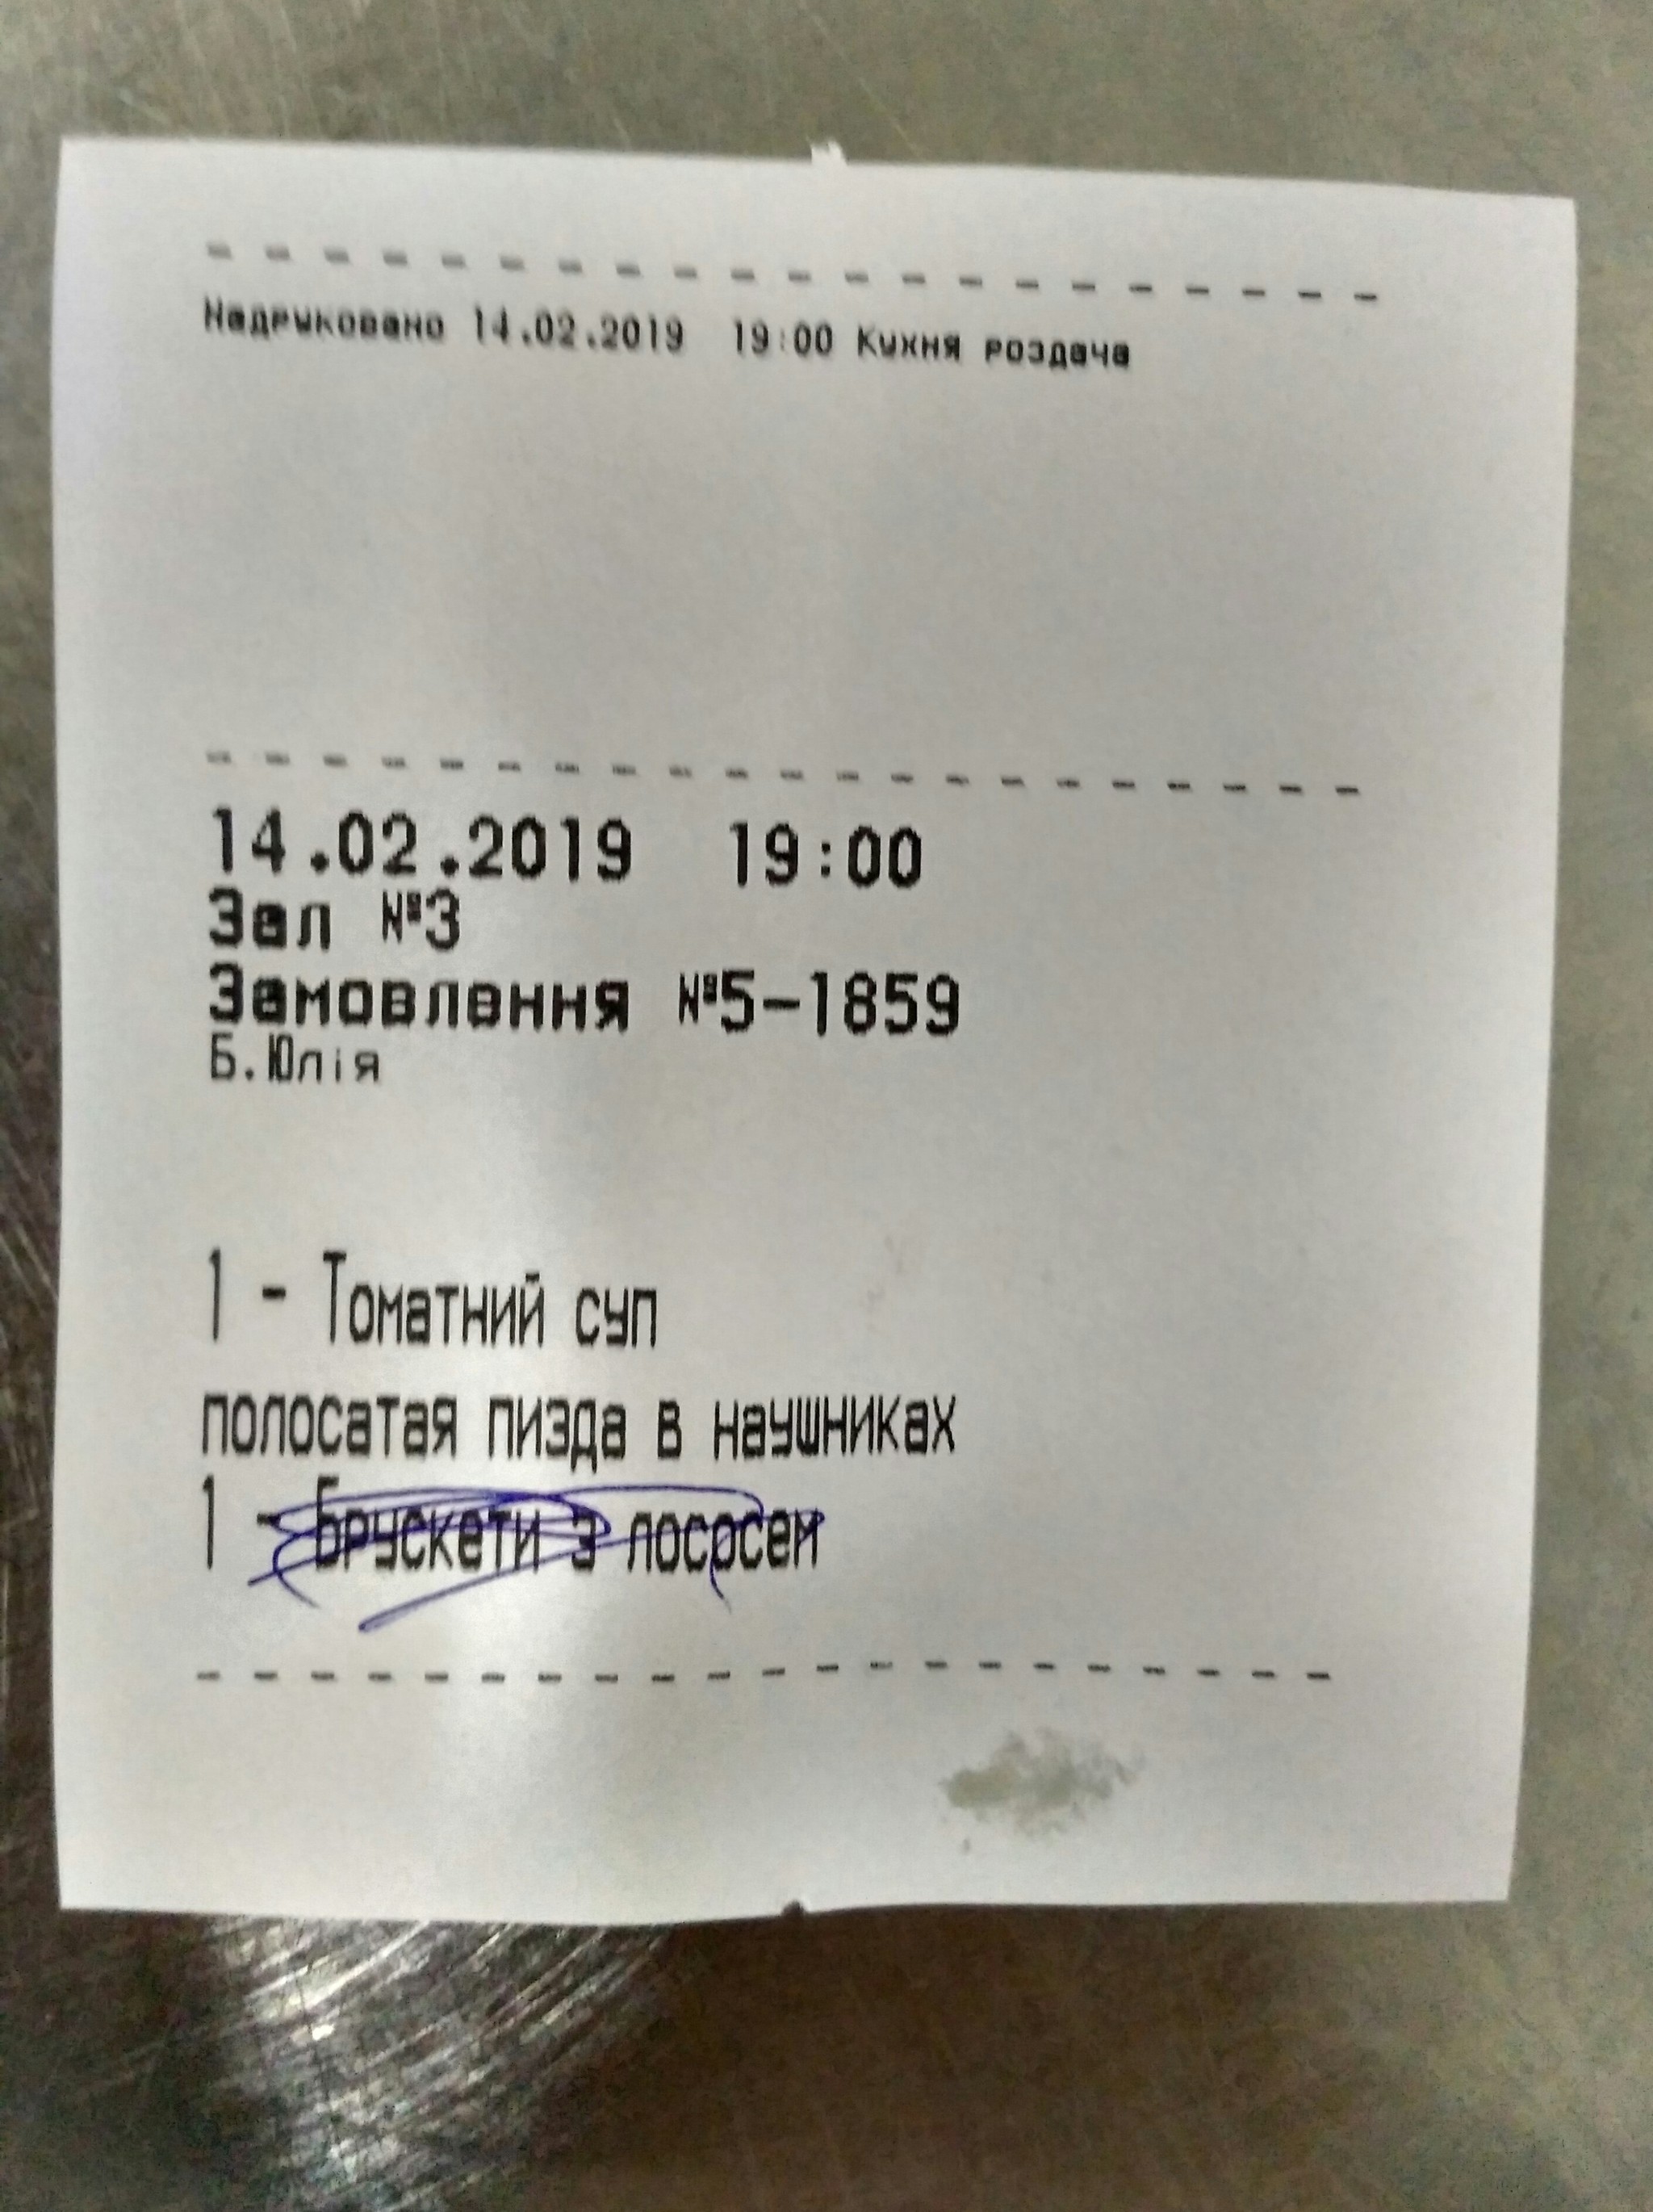 Надруковано 14.02.2019 19:00 Кухня роздача
14.02.2019 19:00
Зал №3
Замовлення №5-1859
Б.Юлія
1 - Томатний суп
полосатая пизда в наушниках
1 - Брускети з лососем